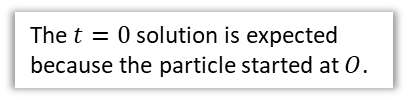 The t = 0 solution is expected
because the particle started at O.